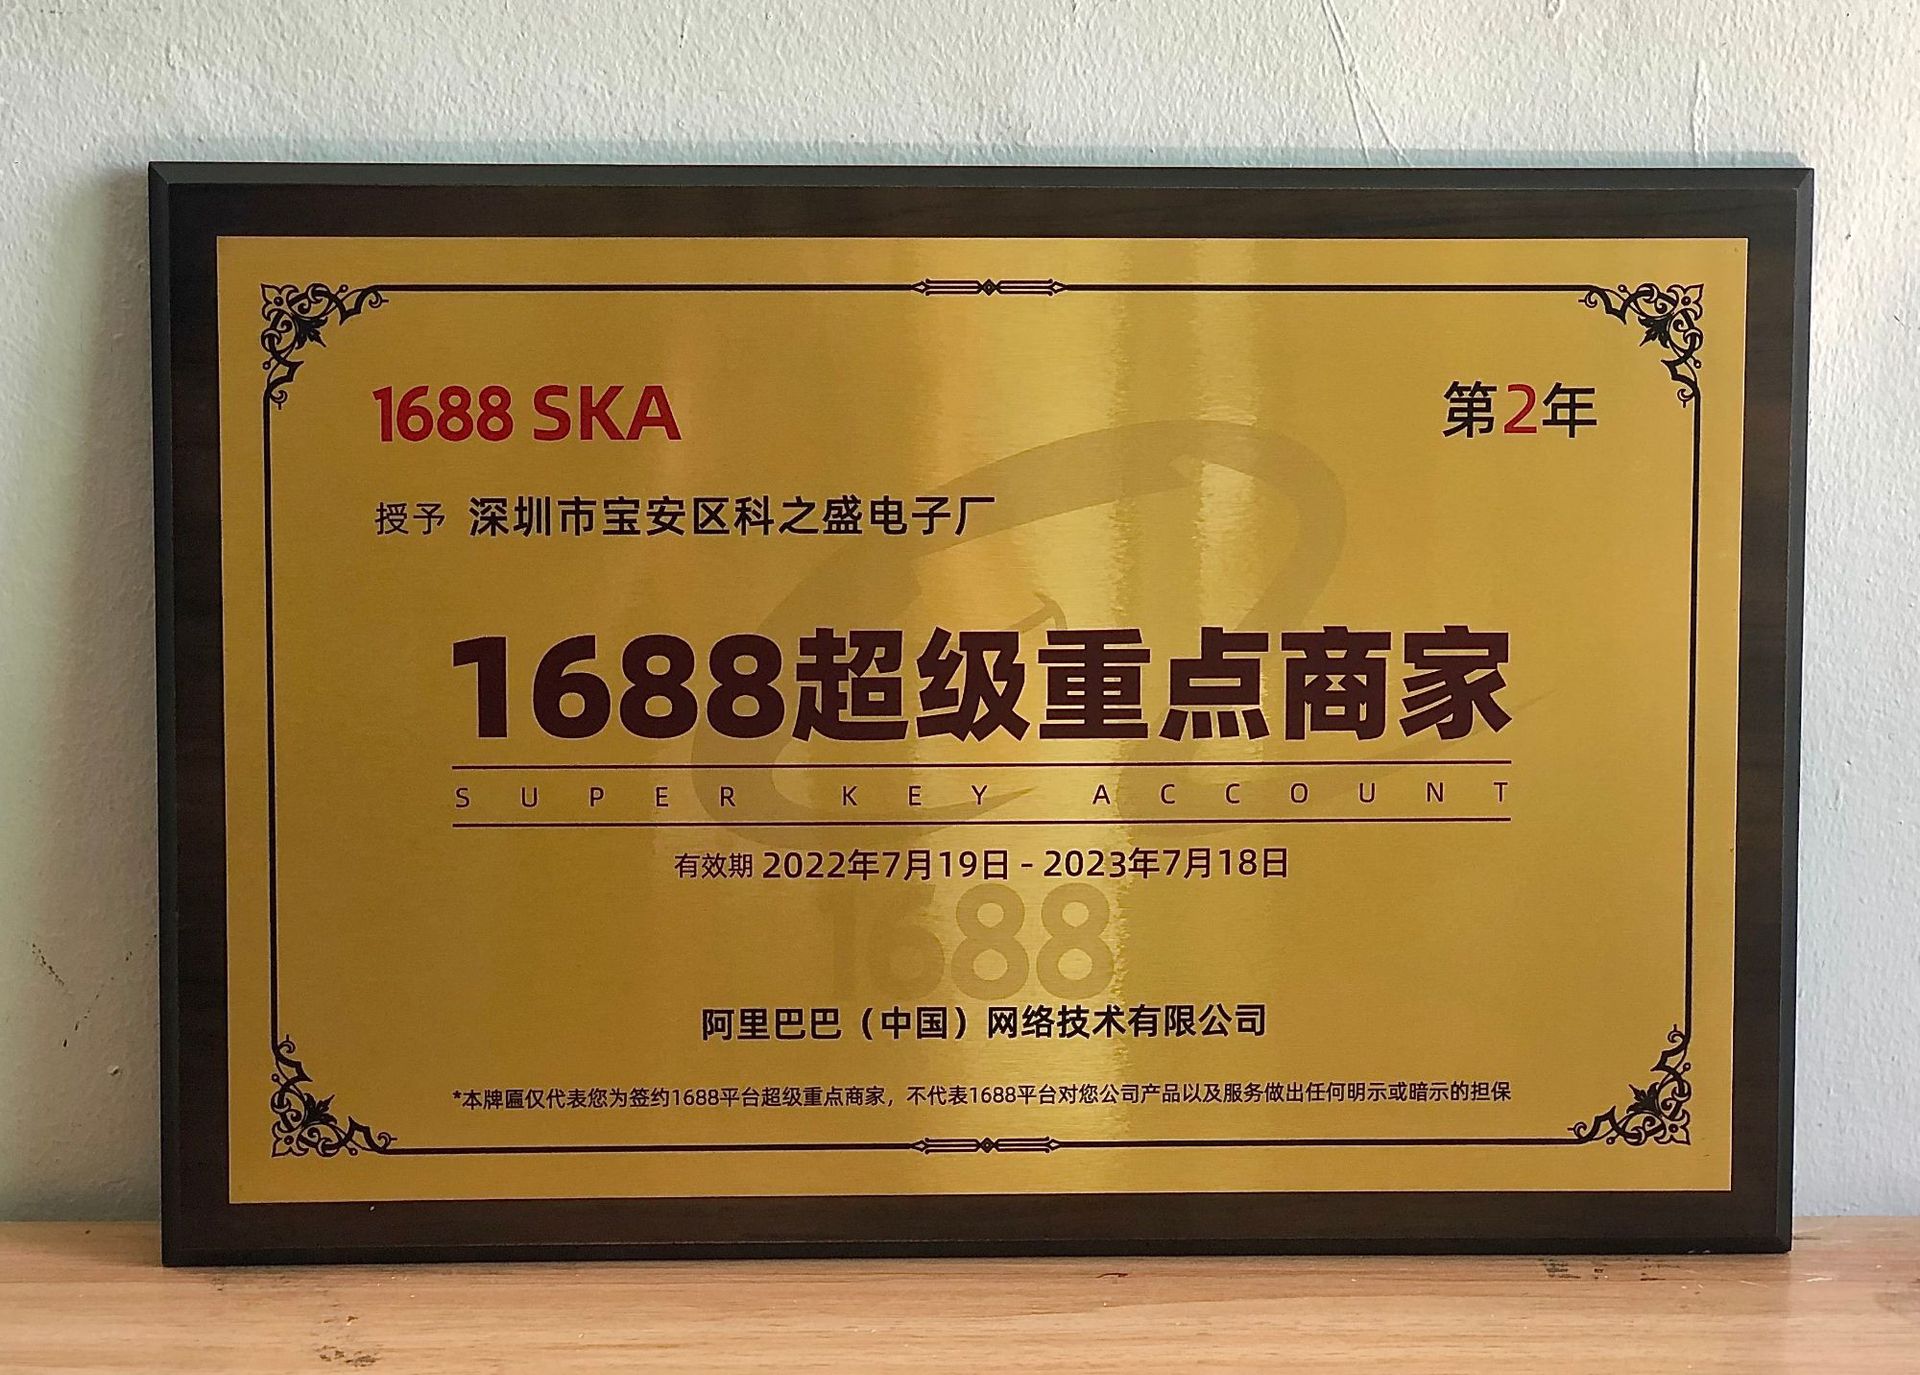 1688 SKA
第2年
授予 深圳市宝安区科之盛电子厂
1688超级重点商家
SUPER KEY ACCOUNT
有效期 2022年7月19日 - 2023年7月18日
1688
阿里巴巴（中国）网络技术有限公司
*本牌匾仅代表您为签约1688平台超级重点商家，不代表1688平台对您公司产品以及服务做出任何明示或暗示的担保